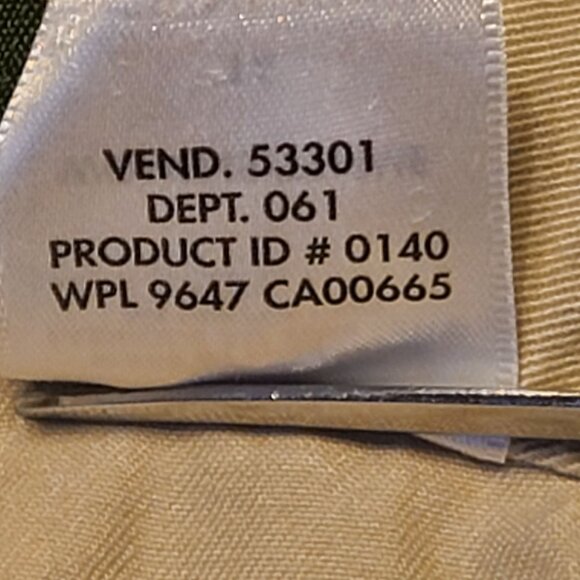 VEND. 53301
DEPT. 061
PRODUCT ID # 0140
WPL 9647 CA00665